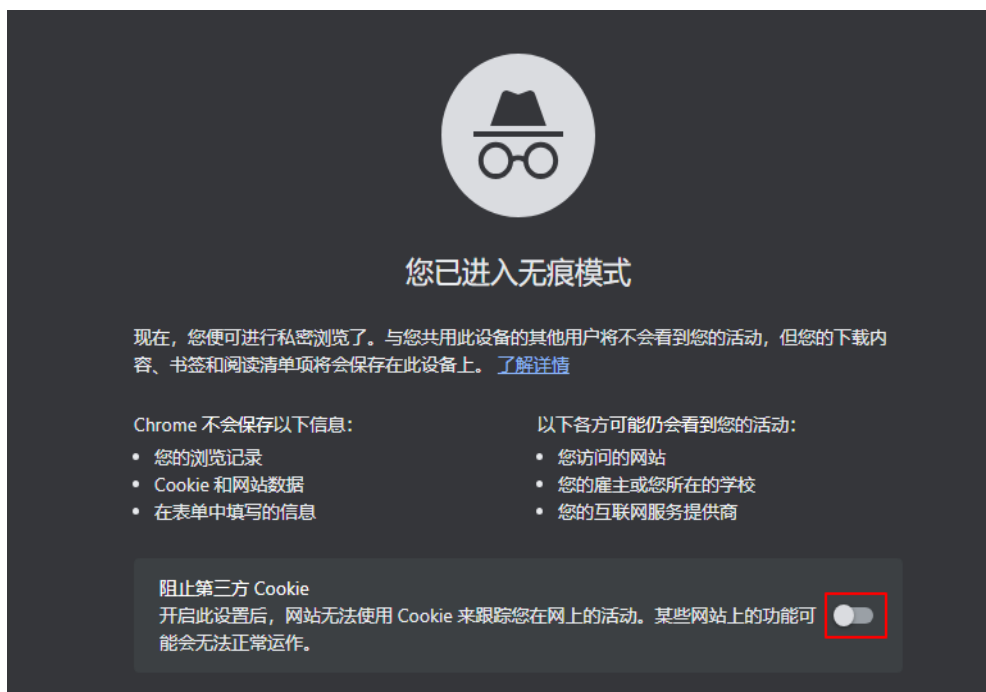 您已进入无痕模式
现在，您便可进行私密浏览了。与您共用此设备的其他用户将不会看到您的活动，但您的下载内
容、书签和阅读清单项将会保存在此设备上。 了解详情
Chrome 不会保存以下信息：
您的浏览记录
Cookie 和网站数据
在表单中填写的信息
以下各方可能仍会看到您的活动：
您访问的网站
您的雇主或您所在的学校
您的互联网服务提供商
阻止第三方 Cookie
开启此设置后，网站无法使用 Cookie 来跟踪您在网上的活动。某些网站上的功能可
能会无法正常运作。